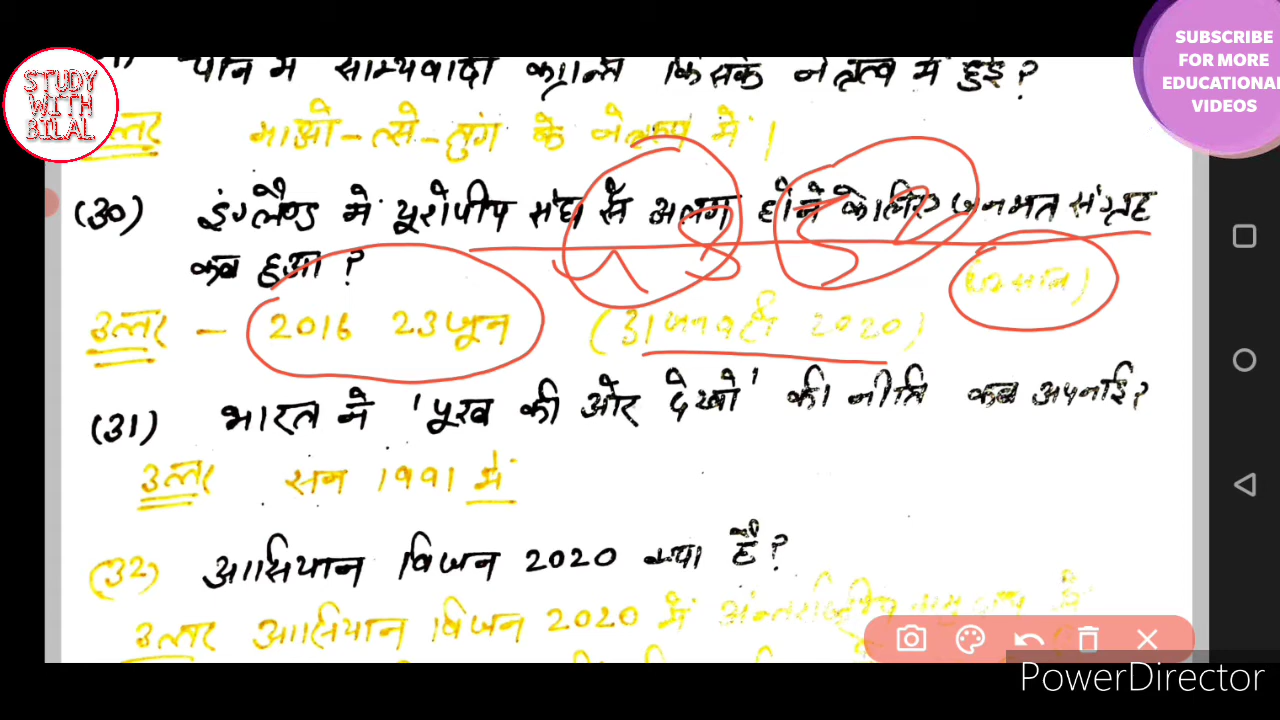 SUBSCRIBE
FOR MORE
EDUCATIONAL
VIDEOS
STUDY
WITH
BILAL
चीन में साम्यवादी क्रान्ति किसके नेतृत्व में हुई?
उत्तर माओ-त्से-तुंग के नेतृत्व में।
(30) इंग्लैण्ड में यूरोपीय संघ से अलग होने के लिए जनमत संग्रह
कब हुआ?
उत्तर - 2016 23 जून (31 जनवरी 2020)
(31) भारत में 'पूरब की ओर देखो' की नीति कब अपनाई?
उत्तर सन 1991 में
(32) आसियान विजन 2020 क्या है?
उत्तर आसियान विजन 2020 में
PowerDirector